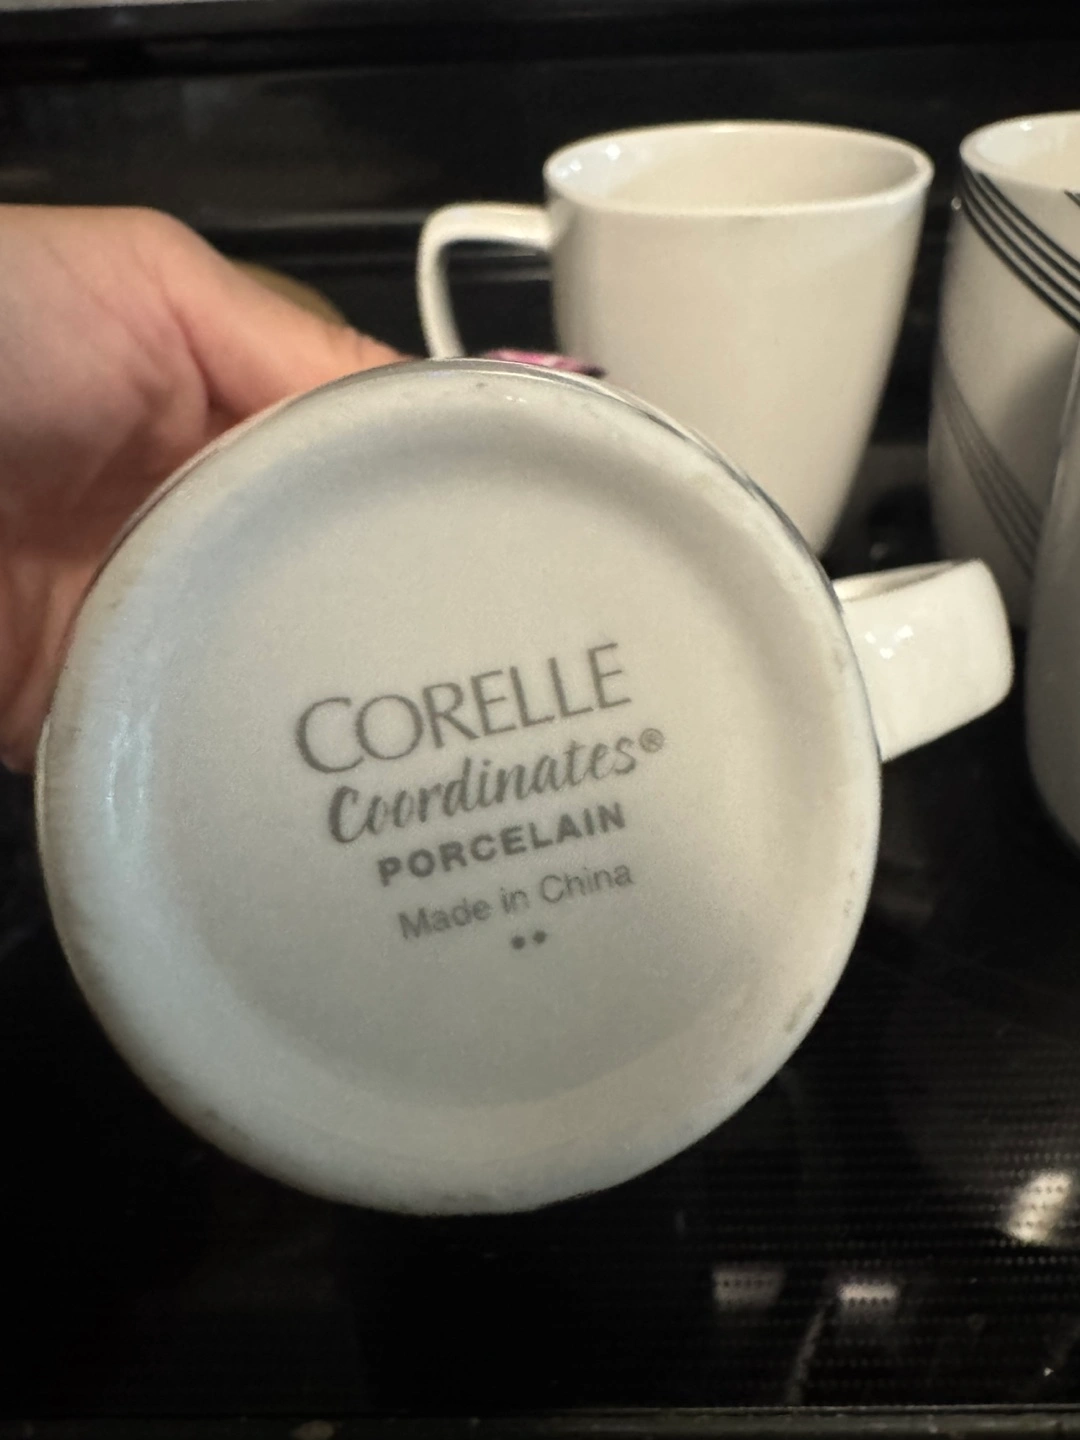 CORELLE
Coordinates®
PORCELAIN
Made in China